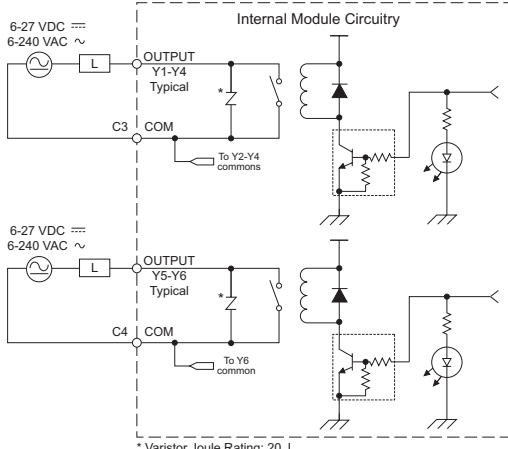 Internal Module Circuitry
6-27 VDC ⎓
6-240 VAC ∿
L
OUTPUT
Y1-Y4
Typical
*
C3 COM
To Y2-Y4
commons
6-27 VDC ⎓
6-240 VAC ∿
L
OUTPUT
Y5-Y6
Typical
*
C4 COM
To Y6
common
* Varistor Joule Rating: 20 J